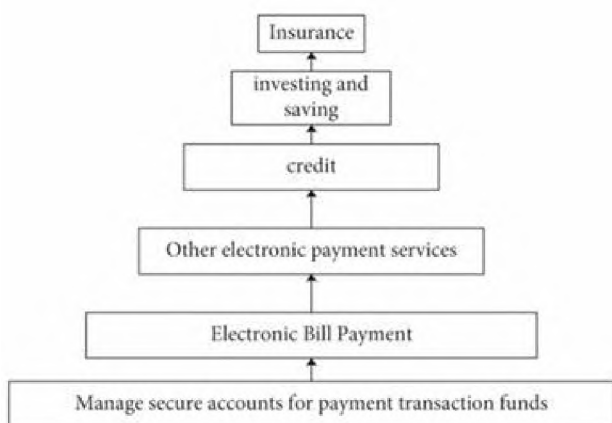 Insurance
investing and
saving
credit
Other electronic payment services
Electronic Bill Payment
Manage secure accounts for payment transaction funds